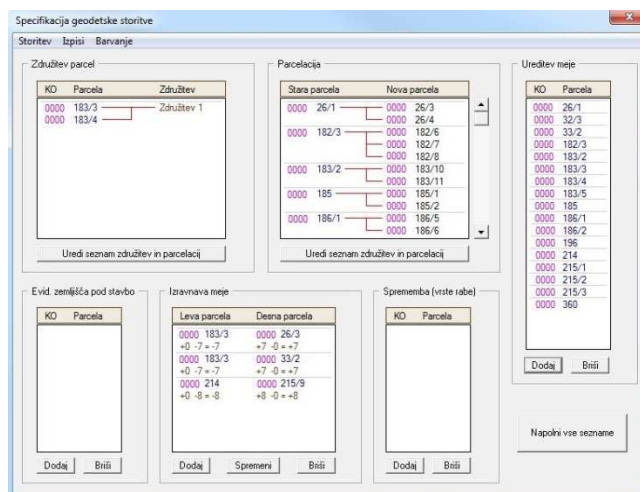 Specifikacija geodetske storitve
Storitev Izpisi Barvanje
Združitev parcel
KO Parcela Združitev
0000 183/3 Združitev 1
0000 183/4
Uredi seznam združitev in parcelacij
Parcelacija
Stara parcela Nova parcela
0000 26/1 0000 26/3
0000 26/4
0000 182/3 0000 182/6
0000 182/7
0000 182/8
0000 183/2 0000 183/10
0000 183/11
0000 185 0000 185/1
0000 185/2
0000 186/1 0000 186/5
0000 186/6
Uredi seznam združitev in parcelacij
Ureditev meje
KO Parcela
0000 26/1
0000 32/3
0000 33/2
0000 182/3
0000 183/2
0000 183/3
0000 183/4
0000 183/5
0000 185
0000 186/1
0000 186/2
0000 196
0000 214
0000 215/1
0000 215/2
0000 215/3
0000 360
Dodaj Briši
Evid. zemljišča pod stavbo
KO Parcela
Dodaj Briši
Izravnava meje
Leva parcela Desna parcela
0000 183/3 0000 26/3
+0 -7 = -7 +7 -0 = +7
0000 183/3 0000 33/2
+0 -7 = -7 +7 -0 = +7
0000 214 0000 215/9
+0 -8 = -8 +8 -0 = +8
Dodaj Spremeni Briši
Sprememba (vrste rabe)
KO Parcela
Dodaj Briši
Napolni vse sezname